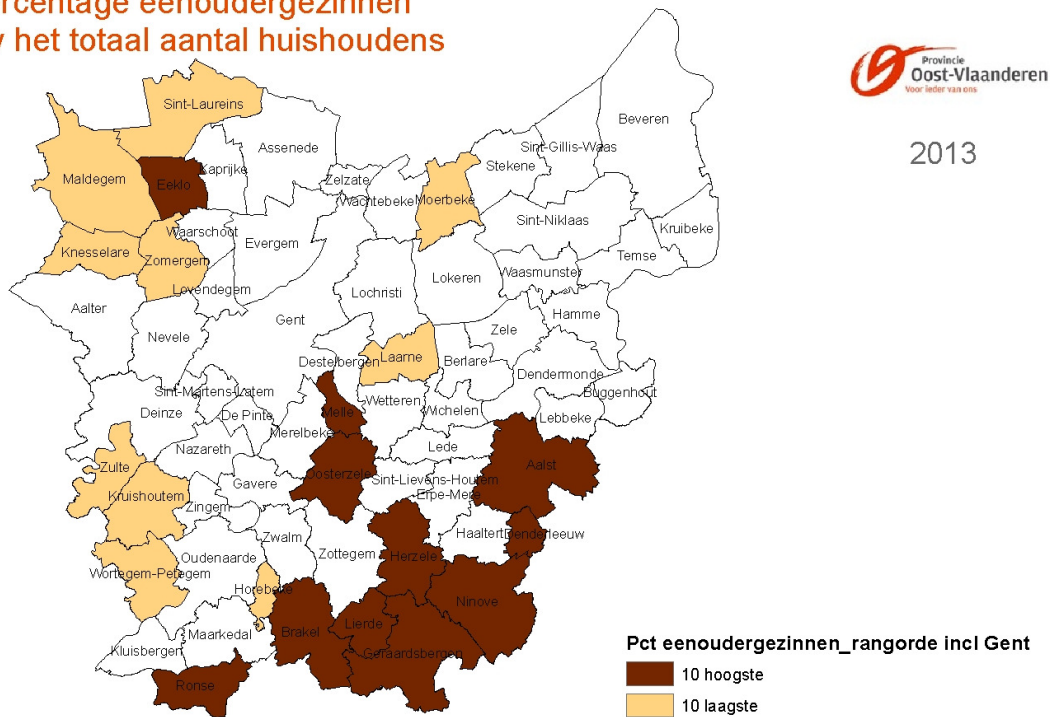 rcentage eenoudergezinnen
het totaal aantal huishoudens
Provincie
Oost-Vlaanderen
Voor ieder van ons
2013
Sint-Laureins
Beveren
Assenede
Sint-Gillis-Waas
Stekene
Kaprijke
Maldegem
Eeklo
Zelzate
Wachtebeke
Moerbeke
Sint-Niklaas
Kruibeke
Waarschoot
Evergem
Knesselare
Zomergem
Temse
Lokeren
Waasmunster
Lovendegem
Lochristi
Aalter
Gent
Hamme
Nevele
Zele
Destelbergen
Laarne
Berlare
Dendermonde
Buggenhout
Sint-Martens-Latem
Wetteren
Wichelen
Deinze
De Pinte
Melle
Lebbeke
Merelbeke
Nazareth
Lede
Aalst
Zulte
Oosterzele
Sint-Lievens-Houtem
Gavere
Kruishoutem
Erpe-Mere
Zingem
Zwalm
Haaltert
Denderleeuw
Zottegem
Herzele
Oudenaarde
Wortegem-Petegem
Horebeke
Ninove
Lierde
Brakel
Maarkedal
Kluisbergen
Geraardsbergen
Ronse
Pct eenoudergezinnen_rangorde incl Gent
10 hoogste
10 laagste